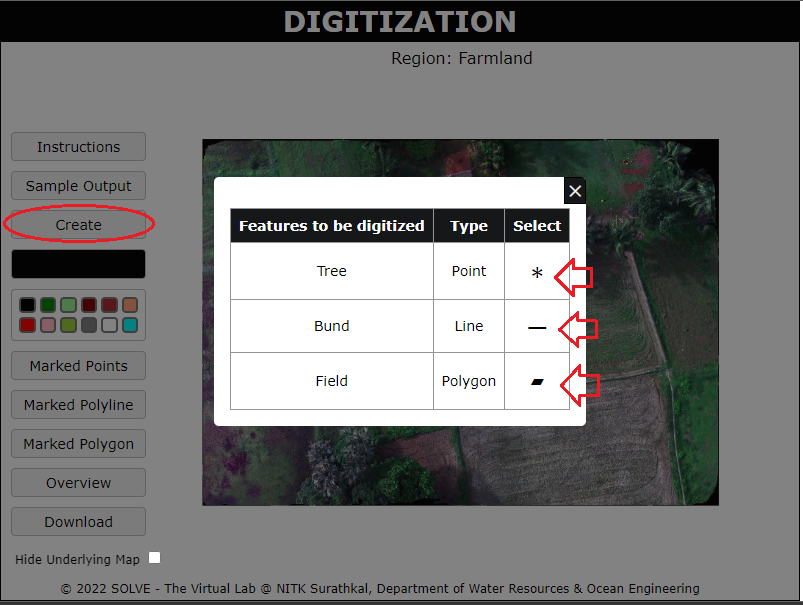 DIGITIZATION
Region: Farmland
Instructions
Sample Output
Create
Marked Points
Marked Polyline
Marked Polygon
Overview
Download
Hide Underlying Map
Features to be digitized Type Select
Tree Point *
Bund Line —
Field Polygon ▰
© 2022 SOLVE - The Virtual Lab @ NITK Surathkal, Department of Water Resources & Ocean Engineering